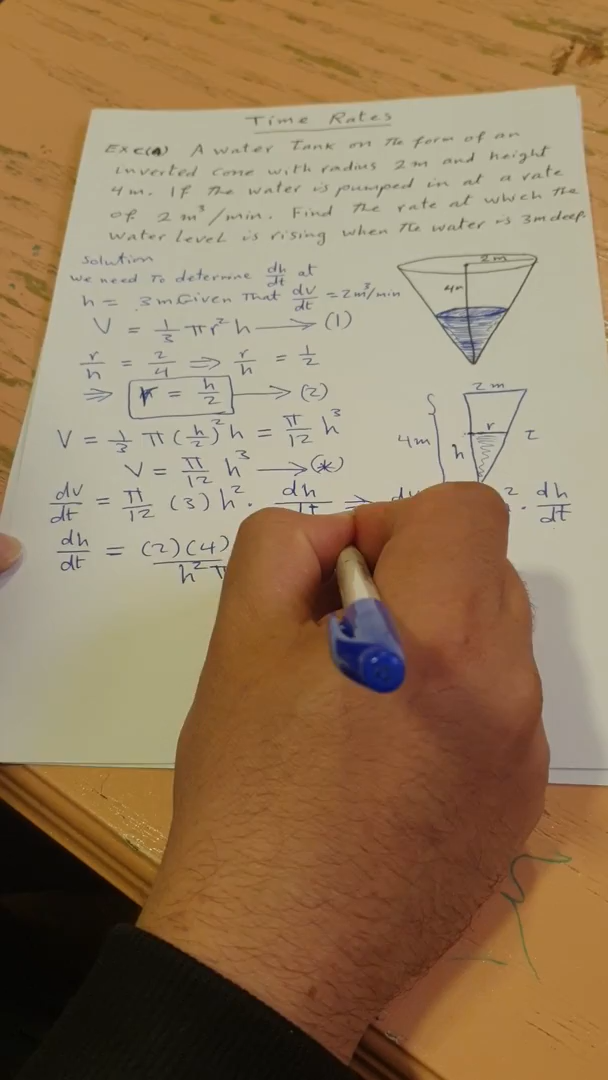 Time Rates
Exc(A) A water Tank on The form of an
inverted cone with radius 2m and height
4m. If the water is pumped in at a rate
of 2 m³/min. Find the rate at which the
water level is rising when the water is 3m deep.
solution
we need To determine dh/dt at
h = 3m Given That dv/dt = 2m³/min
V = 1/3 πr²h → (1)
r/h = 2/4 ⇒ r/h = 1/2
⇒ r = h/2 → (2)
V = 1/3 π(h/2)²h = π/12 h³
V = π/12 h³ → (*)
dv/dt = π/12 (3) h² · dh/dt ⇒ ² · dh/dt
dh/dt = (2)(4)/h²π
2m
4m
2 m
4m
r
h